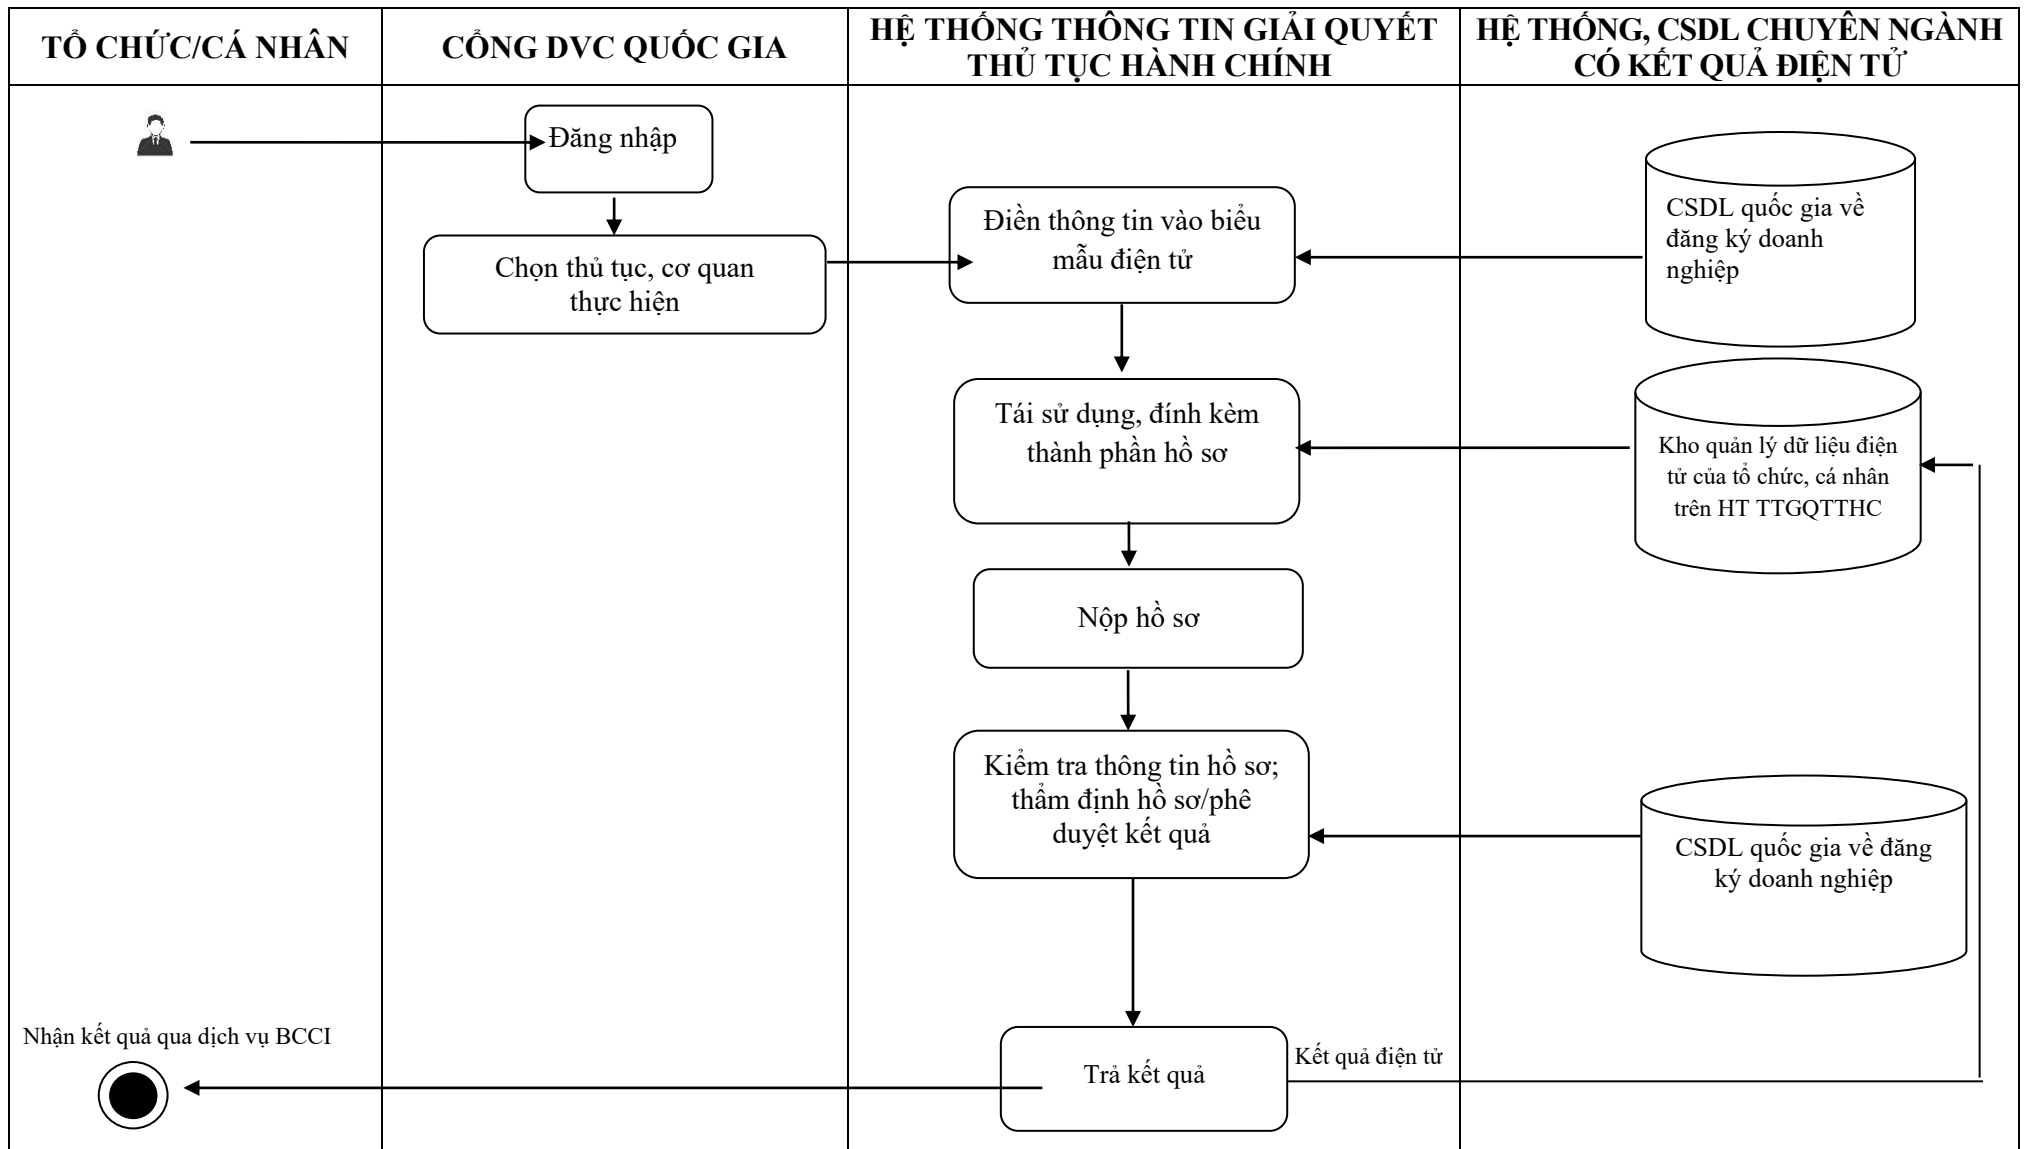 TỔ CHỨC/CÁ NHÂN
CỔNG DVC QUỐC GIA
HỆ THỐNG THÔNG TIN GIẢI QUYẾT
THỦ TỤC HÀNH CHÍNH
HỆ THỐNG, CSDL CHUYÊN NGÀNH
CÓ KẾT QUẢ ĐIỆN TỬ
Đăng nhập
Chọn thủ tục, cơ quan
thực hiện
Điền thông tin vào biểu
mẫu điện tử
CSDL quốc gia về
đăng ký doanh
nghiệp
Tái sử dụng, đính kèm
thành phần hồ sơ
Kho quản lý dữ liệu điện
tử của tổ chức, cá nhân
trên HT TTGQTTHC
Nộp hồ sơ
Kiểm tra thông tin hồ sơ;
thẩm định hồ sơ/phê
duyệt kết quả
CSDL quốc gia về đăng
ký doanh nghiệp
Nhận kết quả qua dịch vụ BCCI
Trả kết quả
Kết quả điện tử